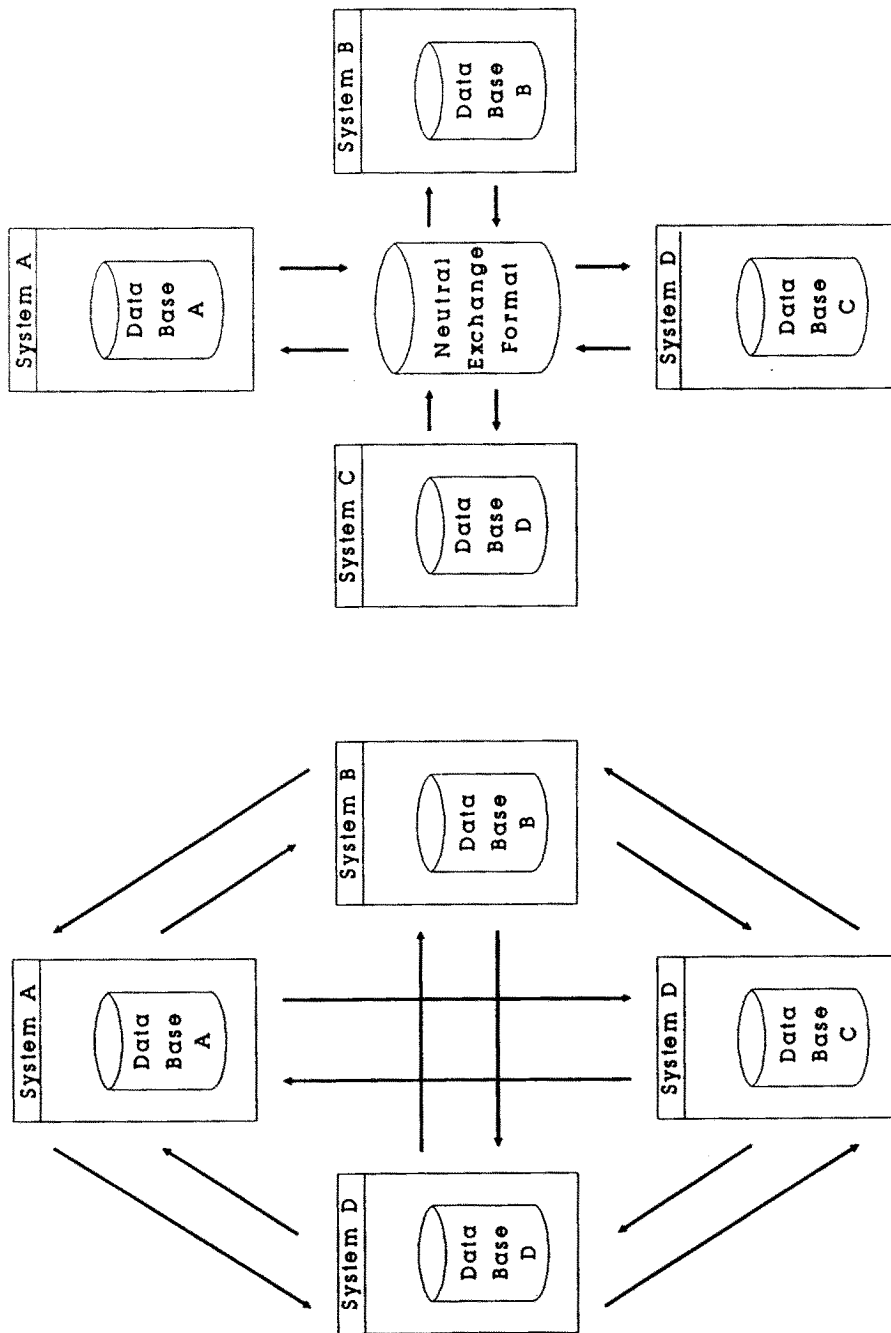 System A
Data
Base
A
System D
Data
Base
D
System B
Data
Base
B
System D
Data
Base
C
System A
Data
Base
A
System C
Data
Base
D
Neutral
Exchange
Format
System B
Data
Base
B
System D
Data
Base
C